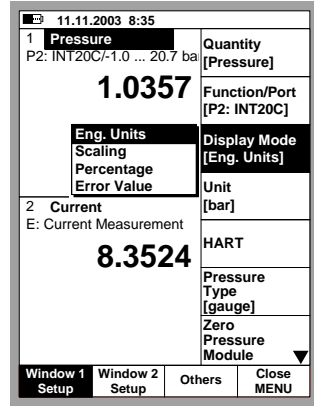 11.11.2003 8:35
1 Pressure
P2: INT20C/-1.0 ... 20.7 ba
1.0357
Eng. Units
Scaling
Percentage
Error Value
2 Current
E: Current Measurement
8.3524
Quantity
[Pressure]
Function/Port
[P2: INT20C]
Display Mode
[Eng. Units]
Unit
[bar]
HART
Pressure
Type
[gauge]
Zero
Pressure
Module
Window 1
Setup
Window 2
Setup
Others
Close
MENU